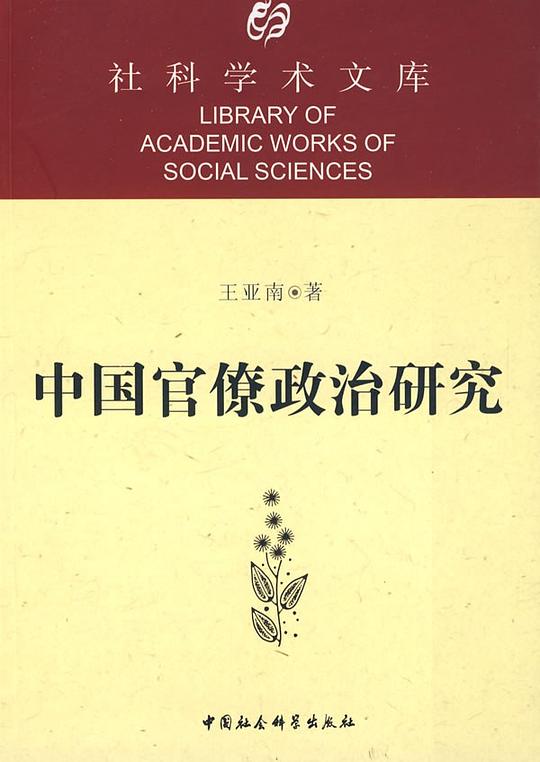 社科学术文库
LIBRARY OF
ACADEMIC WORKS OF
SOCIAL SCIENCES
王亚南◉著
中国官僚政治研究
中国社会科学出版社